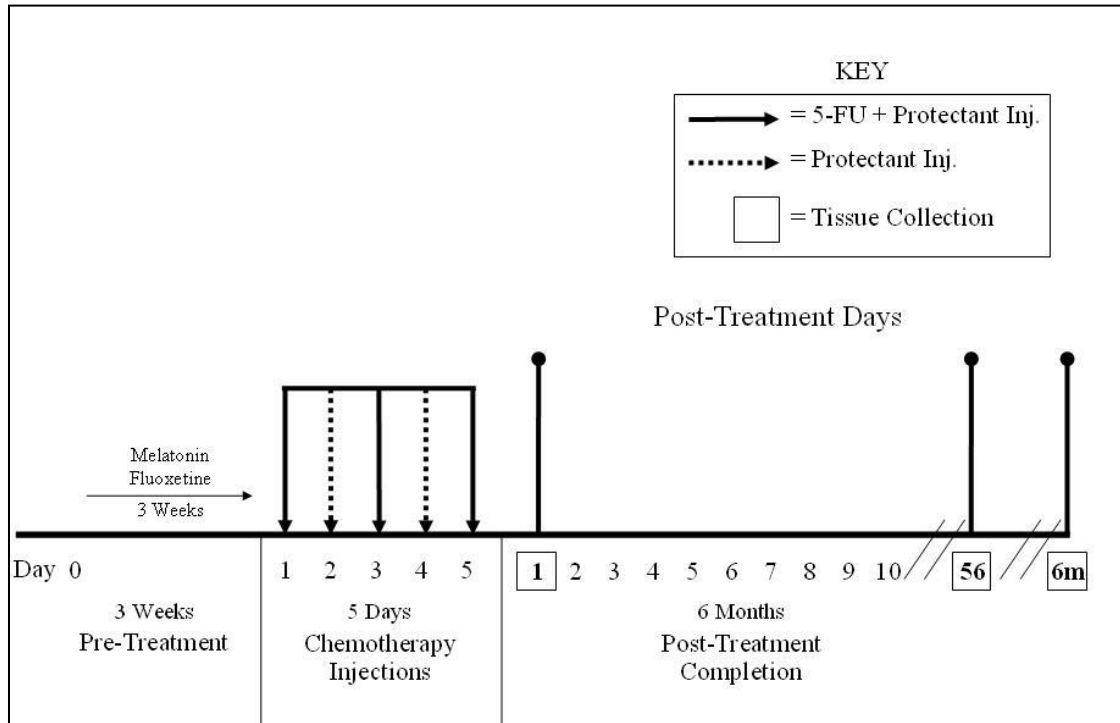 KEY
= 5-FU + Protectant Inj.
= Protectant Inj.
= Tissue Collection
Post-Treatment Days
Melatonin
Fluoxetine
3 Weeks
Day 0 1 2 3 4 5 1 2 3 4 5 6 7 8 9 10 56 6m
3 Weeks
Pre-Treatment
5 Days
Chemotherapy
Injections
6 Months
Post-Treatment
Completion